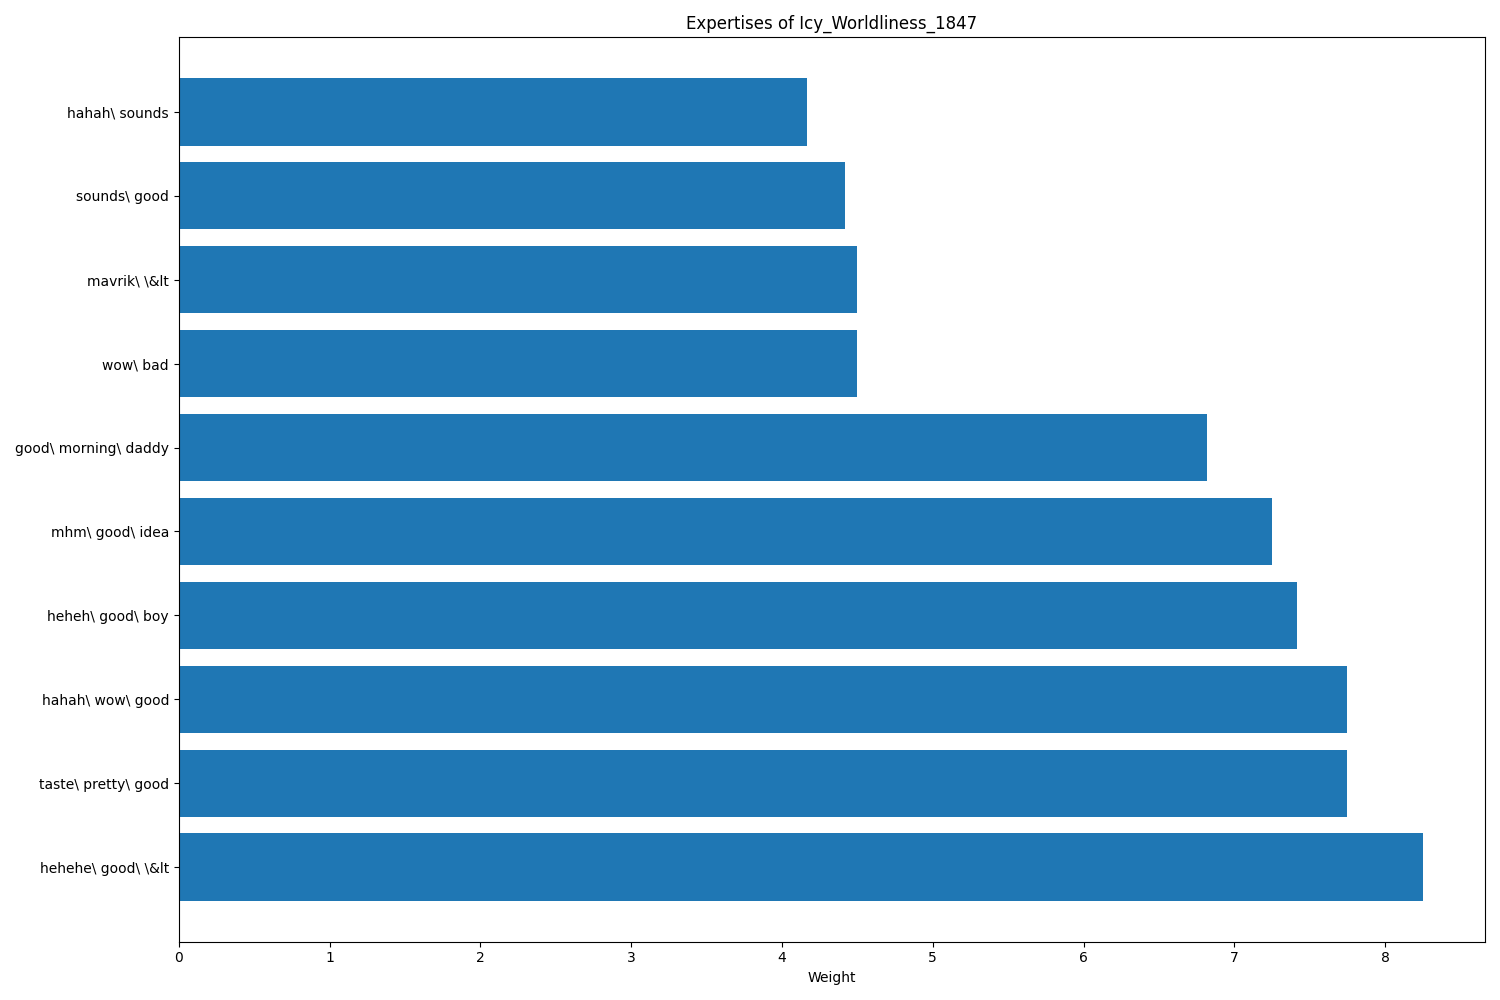 Expertises of Icy_Worldliness_1847
hahah\ sounds
sounds\ good
mavrik\ \&lt
wow\ bad
good\ morning\ daddy
mhm\ good\ idea
heheh\ good\ boy
hahah\ wow\ good
taste\ pretty\ good
hehehe\ good\ \&lt
0 1 2 3 4 5 6 7 8
Weight